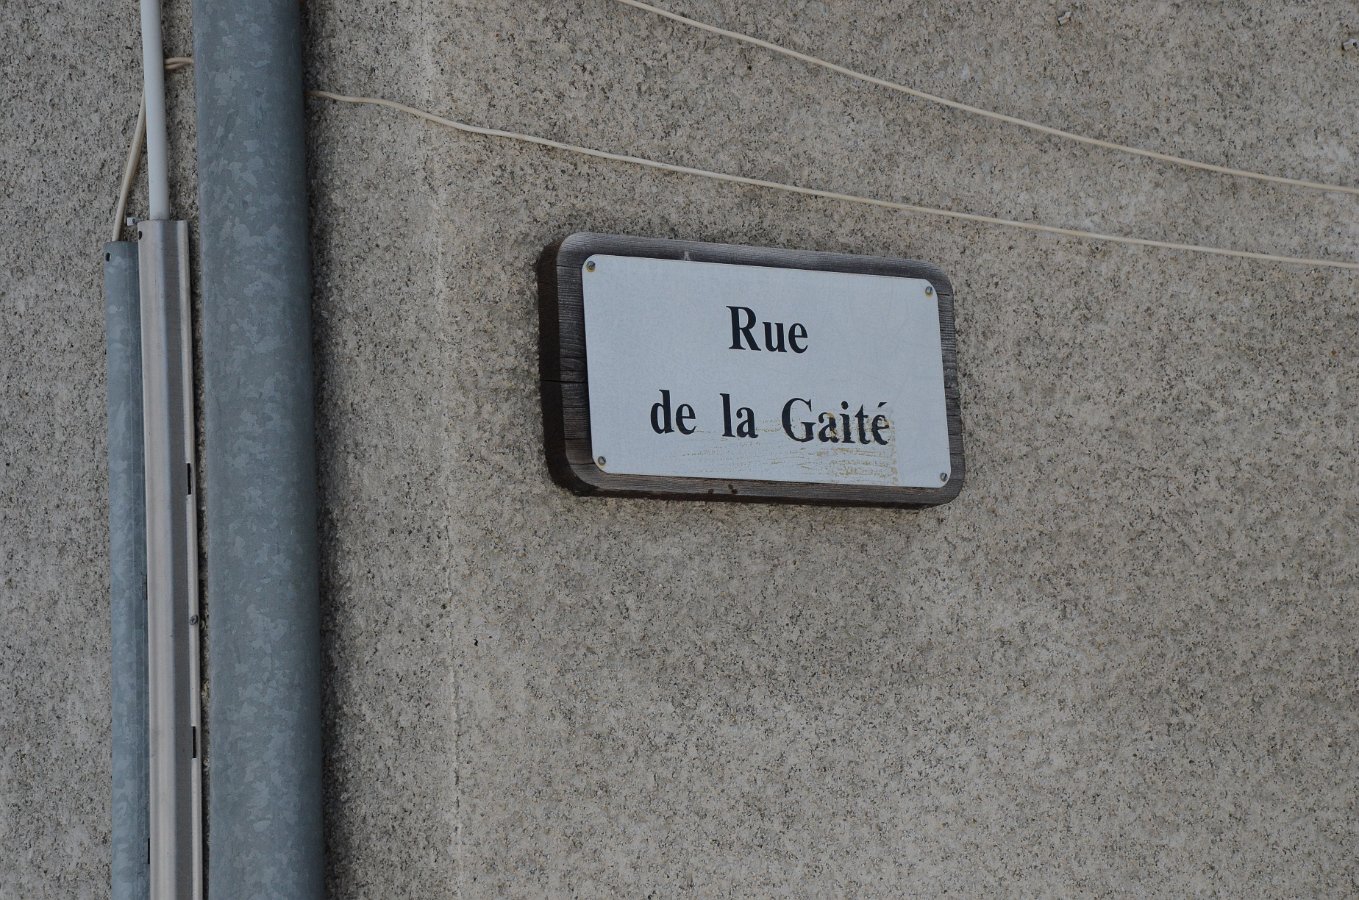 Rue
de la Gaité